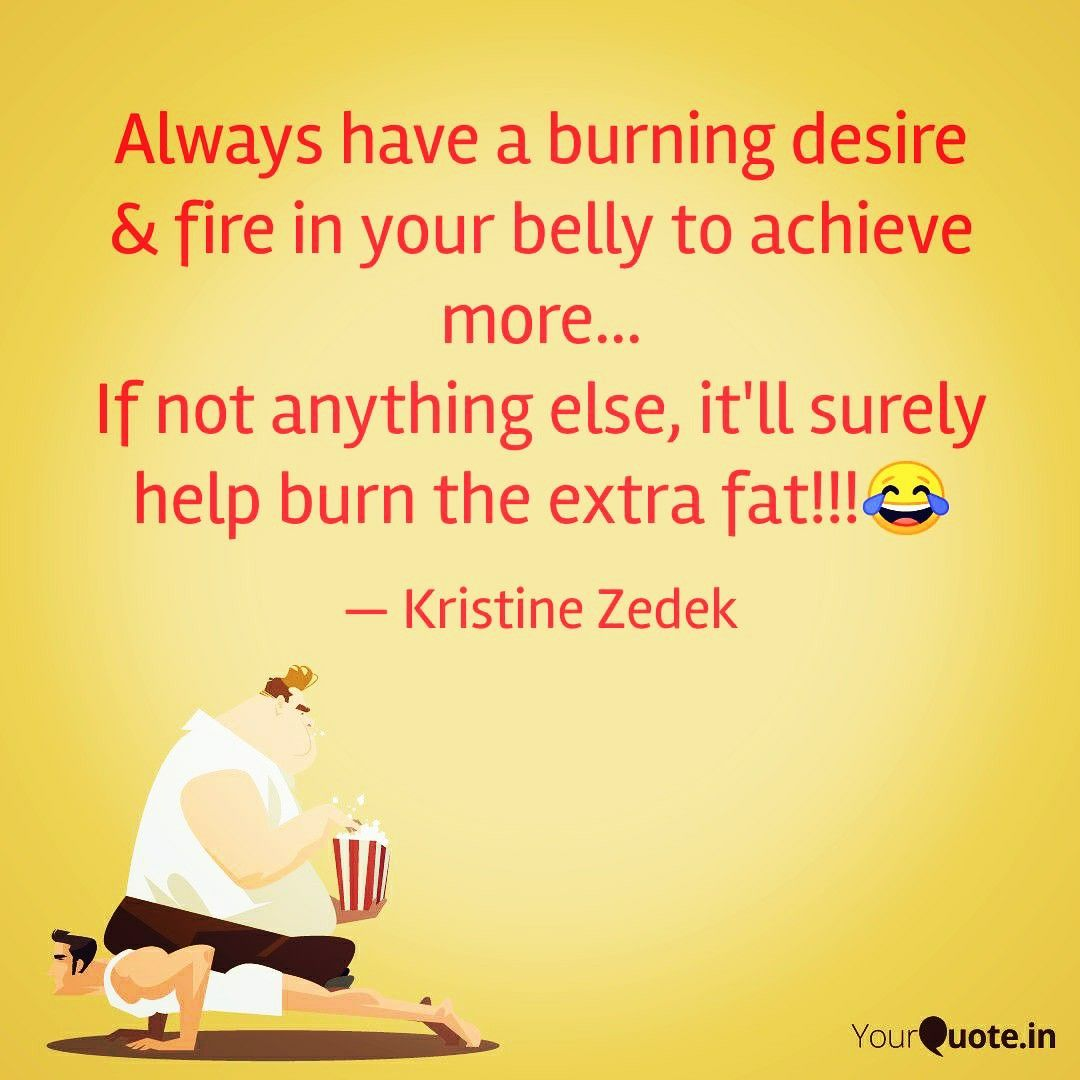 Always have a burning desire
& fire in your belly to achieve
more...
If not anything else, it'll surely
help burn the extra fat!!!😂
— Kristine Zedek
YourQuote.in